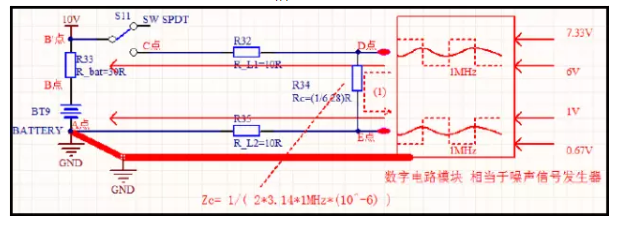 10V
S11
SW SPDT
B'点
C点
R32
D点
7.33V
R33
R_bat=30R
R_L1=10R
R34
1MHz
6V
B点
Rc=(1/6.28)R
(1)
BT9
1V
BATTERY
A点
R35
E点
R_L2=10R
1MHz
0.67V
GND
GND
数字电路模块 相当于噪声信号发生器
Zc= 1/( 2*3.14*1MHz*(10^-6) )